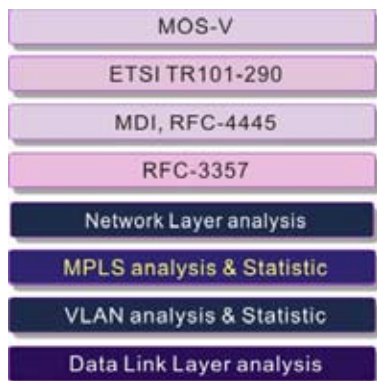 MOS-V
ETSI TR101-290
MDI, RFC-4445
RFC-3357
Network Layer analysis
MPLS analysis & Statistic
VLAN analysis & Statistic
Data Link Layer analysis